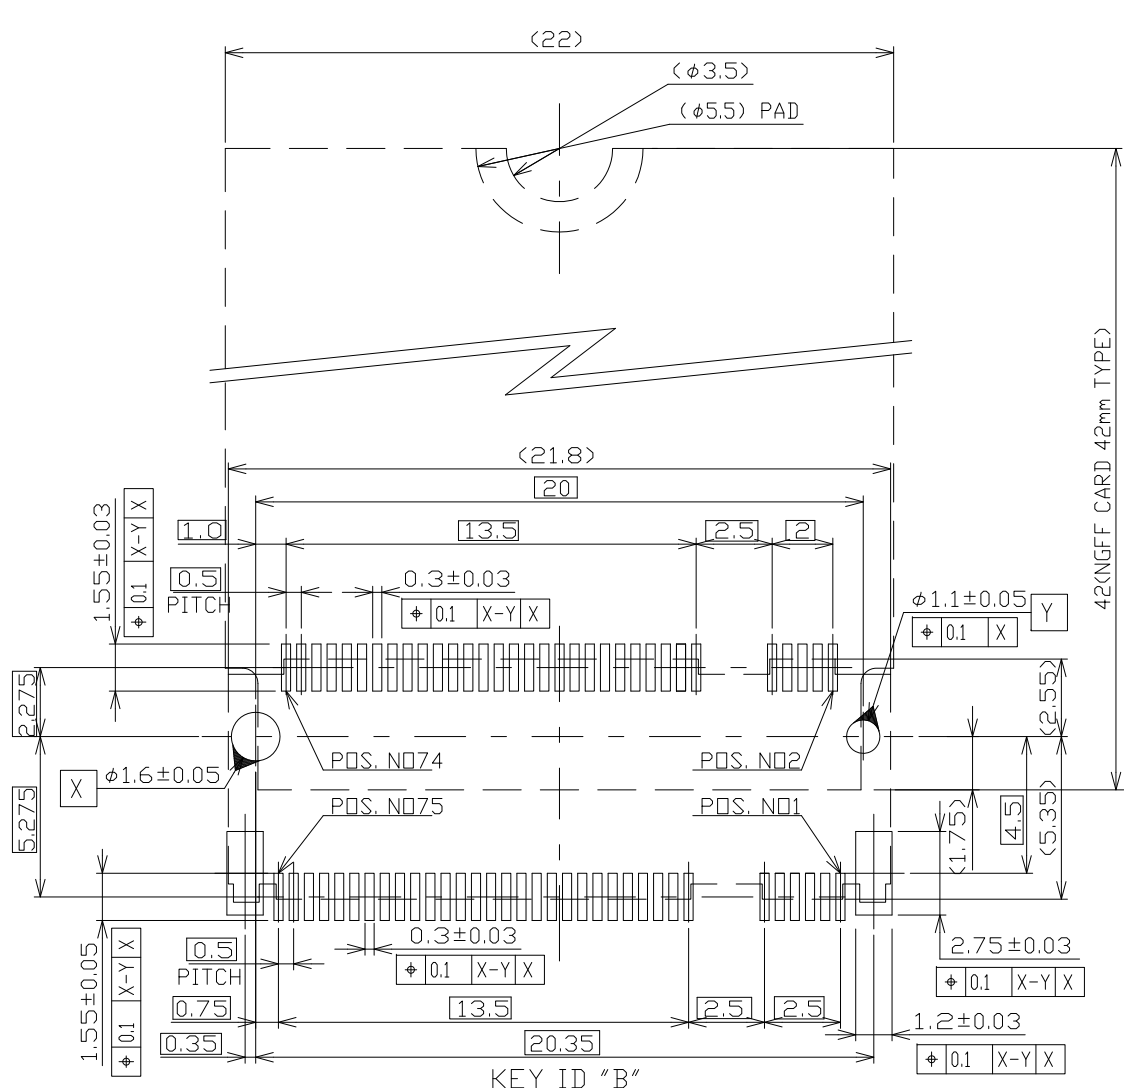 (22)
(ϕ3.5)
(ϕ5.5) PAD
42(NGFF CARD 42mm TYPE)
(21.8)
20
1.0
13.5
2.5
2
1.55±0.03
⌖ 0.1 X-Y X
0.5
PITCH
0.3±0.03
⌖ 0.1 X-Y X
ϕ1.1±0.05
Y
⌖ 0.1 X
2.275
(2.55)
POS. NO74
POS. NO2
X
ϕ1.6±0.05
POS. NO75
POS. NO1
5.275
(1.75)
4.5
(5.35)
0.5
PITCH
0.3±0.03
⌖ 0.1 X-Y X
2.75±0.03
⌖ 0.1 X-Y X
1.55±0.05
⌖ 0.1 X-Y X
0.75
13.5
2.5
2.5
1.2±0.03
⌖ 0.1 X-Y X
0.35
20.35
KEY ID "B"